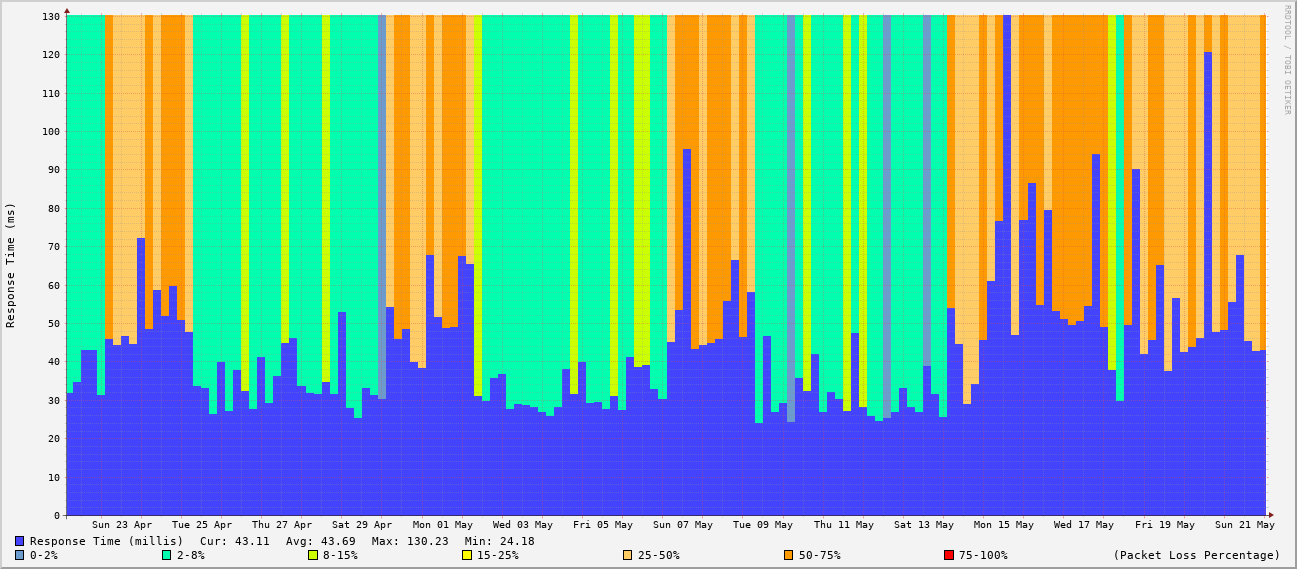 RRDTOOL / TOBI OETIKER
Response Time (ms)
130
120
110
100
90
80
70
60
50
40
30
20
10
0
Sun 23 Apr Tue 25 Apr Thu 27 Apr Sat 29 Apr Mon 01 May Wed 03 May Fri 05 May Sun 07 May Tue 09 May Thu 11 May Sat 13 May Mon 15 May Wed 17 May Fri 19 May Sun 21 May
Response Time (millis) Cur: 43.11 Avg: 43.69 Max: 130.23 Min: 24.18
0-2% 2-8% 8-15% 15-25% 25-50% 50-75% 75-100% (Packet Loss Percentage)